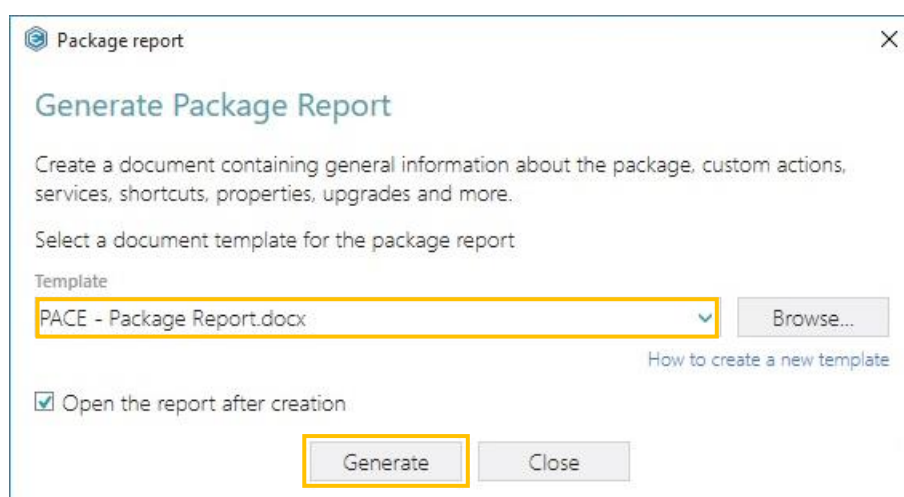 Package report
Generate Package Report
Create a document containing general information about the package, custom actions,
services, shortcuts, properties, upgrades and more.
Select a document template for the package report
Template
PACE - Package Report.docx
Browse...
How to create a new template
Open the report after creation
Generate
Close